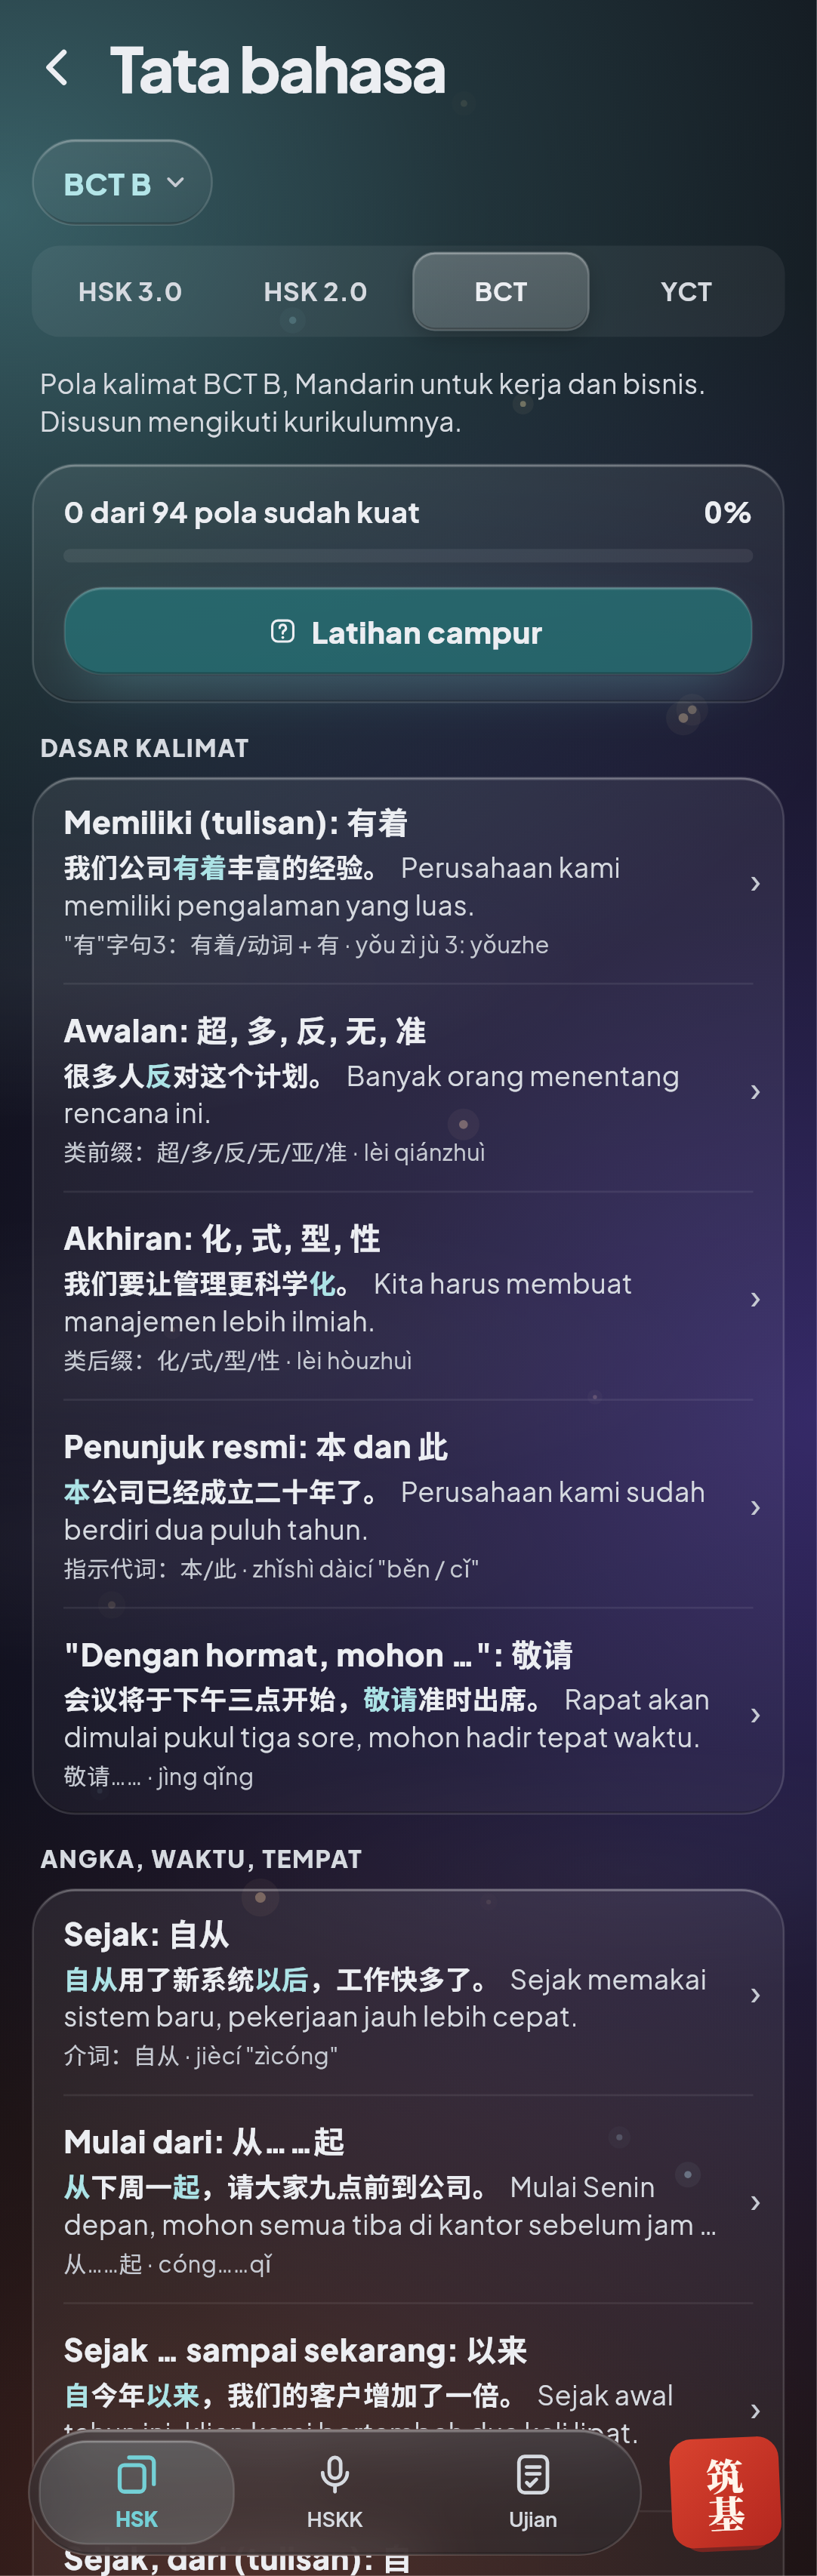 Tata bahasa
BCT B
HSK 3.0 HSK 2.0 BCT YCT
Pola kalimat BCT B, Mandarin untuk kerja dan bisnis.
Disusun mengikuti kurikulumnya.
0 dari 94 pola sudah kuat 0%
Latihan campur
DASAR KALIMAT
Memiliki (tulisan): 有着
我们公司有着丰富的经验。 Perusahaan kami
memiliki pengalaman yang luas.
"有"字句3：有着/动词 + 有 · yǒu zì jù 3: yǒuzhe
Awalan: 超, 多, 反, 无, 准
很多人反对这个计划。 Banyak orang menentang
rencana ini.
类前缀：超/多/反/无/亚/准 · lèi qiánzhuì
Akhiran: 化, 式, 型, 性
我们要让管理更科学化。 Kita harus membuat
manajemen lebih ilmiah.
类后缀：化/式/型/性 · lèi hòuzhuì
Penunjuk resmi: 本 dan 此
本公司已经成立二十年了。 Perusahaan kami sudah
berdiri dua puluh tahun.
指示代词：本/此 · zhǐshì dàicí "běn / cǐ"
"Dengan hormat, mohon …": 敬请
会议将于下午三点开始，敬请准时出席。 Rapat akan
dimulai pukul tiga sore, mohon hadir tepat waktu.
敬请…… · jìng qǐng
ANGKA, WAKTU, TEMPAT
Sejak: 自从
自从用了新系统以后，工作快多了。 Sejak memakai
sistem baru, pekerjaan jauh lebih cepat.
介词：自从 · jiècí "zìcóng"
Mulai dari: 从……起
从下周一起，请大家九点前到公司。 Mulai Senin
depan, mohon semua tiba di kantor sebelum jam …
从……起 · cóng……qǐ
Sejak … sampai sekarang: 以来
自今年以来，我们的客户增加了一倍。 Sejak awal
tahun ini, klien kami bertambah dua kali lipat.
HSK HSKK Ujian
筑基
Sejak, dari (tulisan): 自